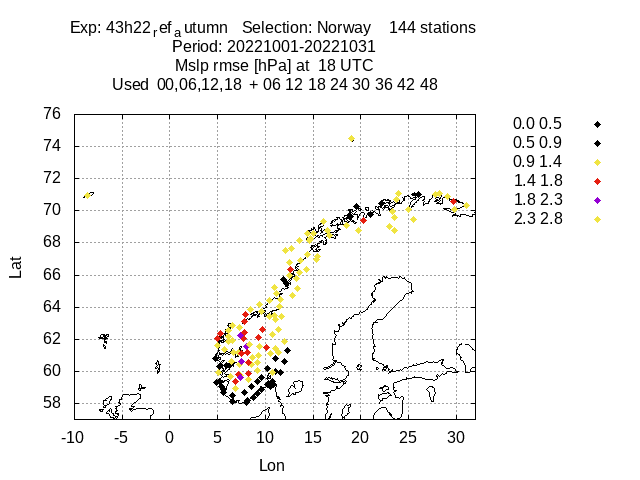 Exp: 43h22ref autumn Selection: Norway 144 stations
Period: 20221001-20221031
Mslp rmse [hPa] at 18 UTC
Used 00,06,12,18 + 06 12 18 24 30 36 42 48
76
74
72
70
68
66
64
62
60
58
Lat
-10 -5 0 5 10 15 20 25 30
Lon
0.0 0.5
0.5 0.9
0.9 1.4
1.4 1.8
1.8 2.3
2.3 2.8